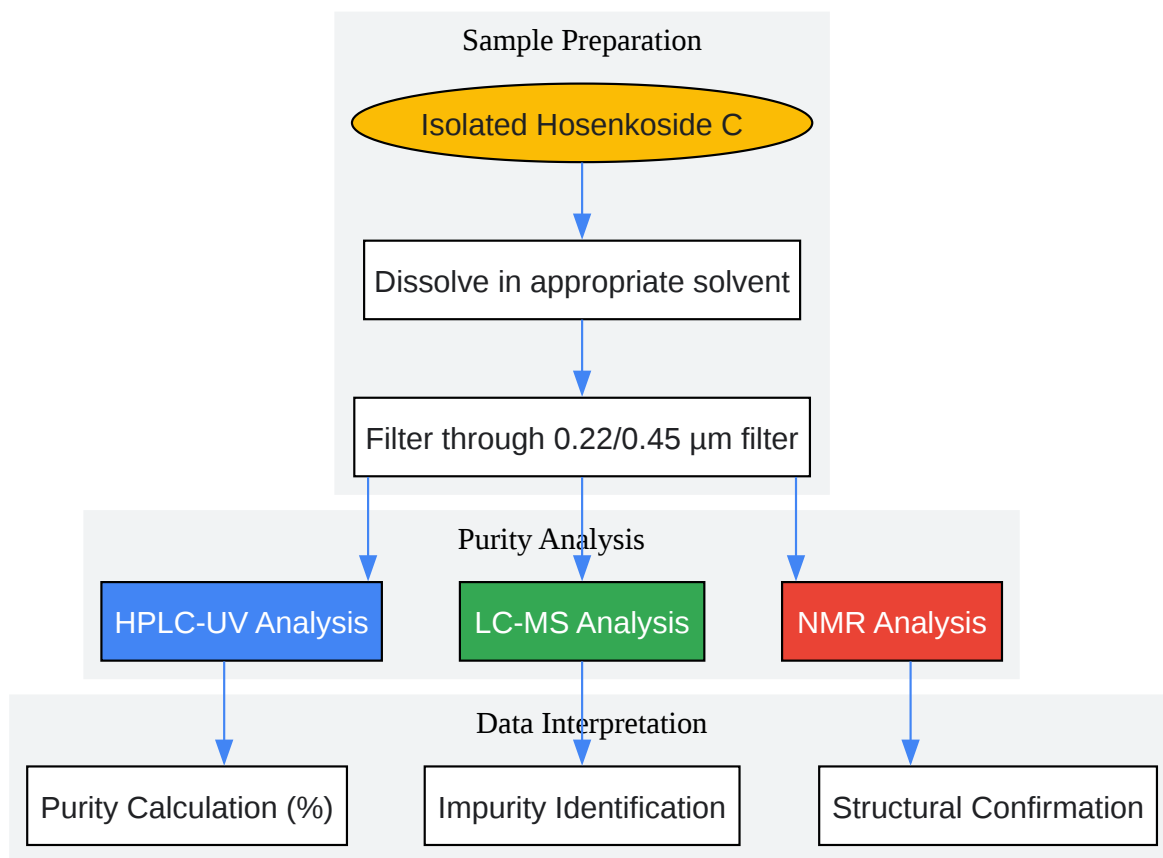 Sample Preparation
Isolated Hosenkoside C
Dissolve in appropriate solvent
Filter through 0.22/0.45 µm filter
Purity Analysis
HPLC-UV Analysis
LC-MS Analysis
NMR Analysis
Data Interpretation
Purity Calculation (%)
Impurity Identification
Structural Confirmation